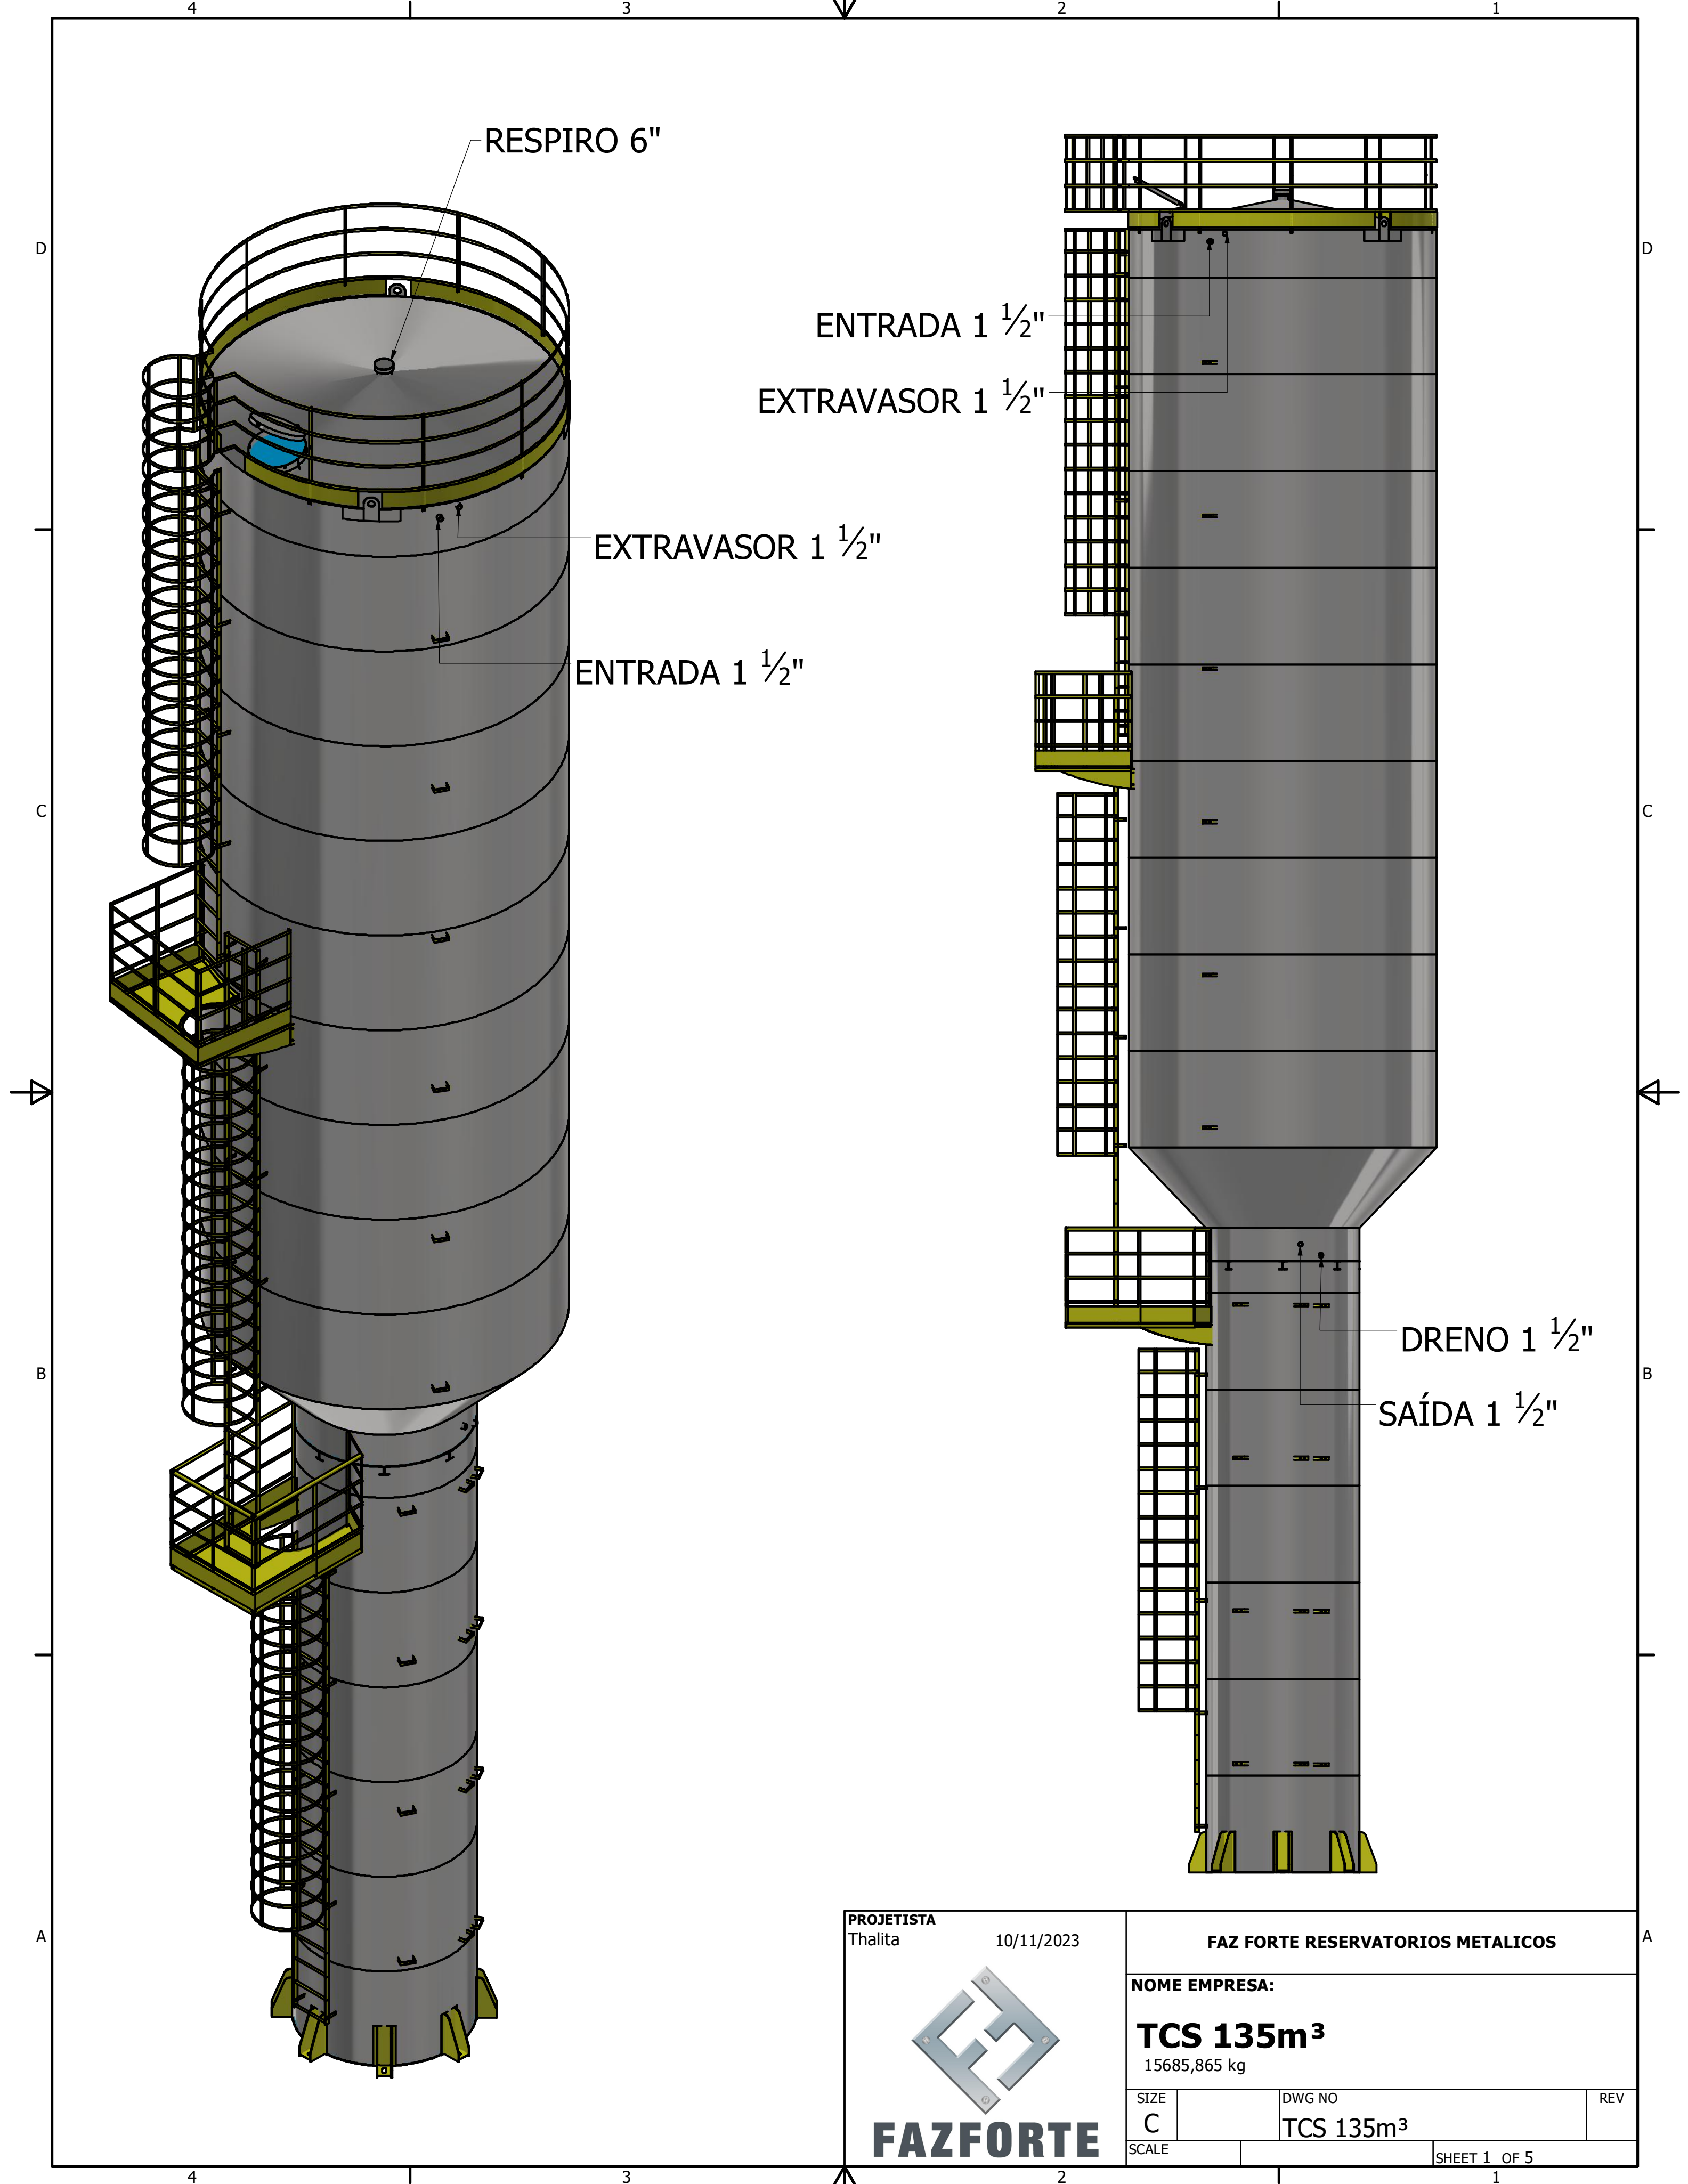 4 3 2 1
RESPIRO 6"
D D
ENTRADA 1 ½"
EXTRAVASOR 1 ½"
EXTRAVASOR 1 ½"
ENTRADA 1 ½"
C C
DRENO 1 ½"
B B
SAÍDA 1 ½"
PROJETISTA
Thalita 10/11/2023
FAZ FORTE RESERVATORIOS METALICOS
A A
NOME EMPRESA:
TCS 135m³
15685,865 kg
SIZE
C
DWG NO
TCS 135m³
REV
FAZFORTE
SCALE
SHEET 1 OF 5
4 3 2 1